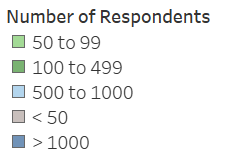 Number of Respondents
50 to 99
100 to 499
500 to 1000
< 50
> 1000